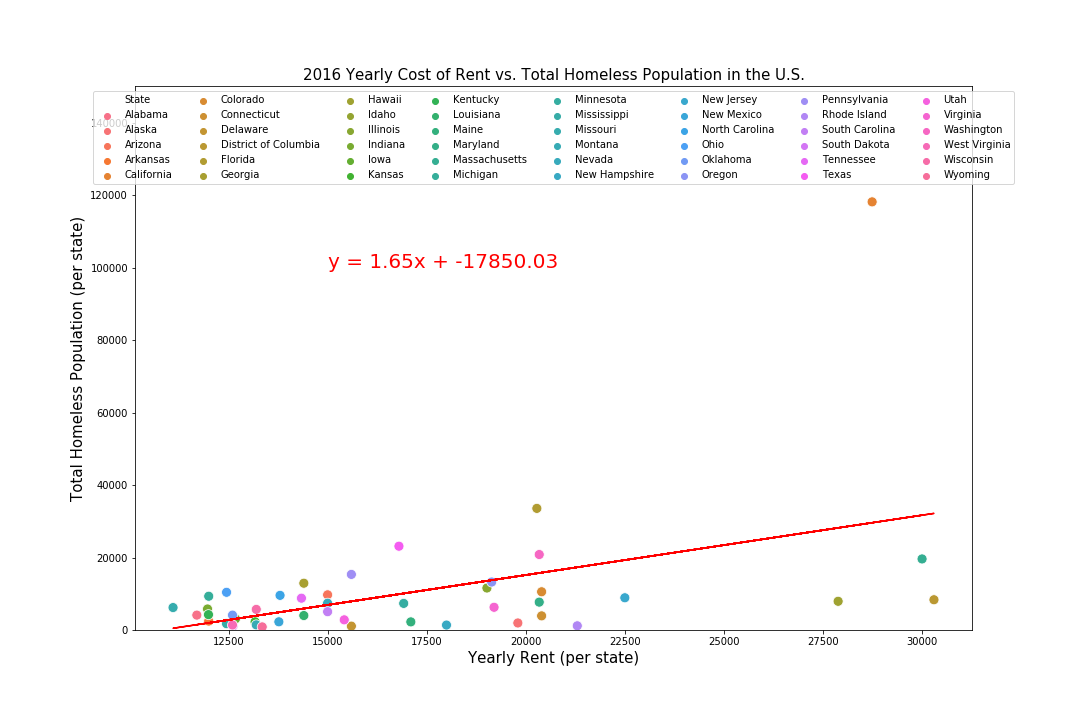 2016 Yearly Cost of Rent vs. Total Homeless Population in the U.S.
State Colorado Hawaii Kentucky Minnesota New Jersey Pennsylvania Utah
Alabama Connecticut Idaho Louisiana Mississippi New Mexico Rhode Island Virginia
140000
Alaska Delaware Illinois Maine Missouri North Carolina South Carolina Washington
Arizona District of Columbia Indiana Maryland Montana Ohio South Dakota West Virginia
Arkansas Florida Iowa Massachusetts Nevada Oklahoma Tennessee Wisconsin
California Georgia Kansas Michigan New Hampshire Oregon Texas Wyoming
120000
y = 1.65x + -17850.03
100000
80000
60000
40000
20000
0
Total Homeless Population (per state)
12500 15000 17500 20000 22500 25000 27500 30000
Yearly Rent (per state)